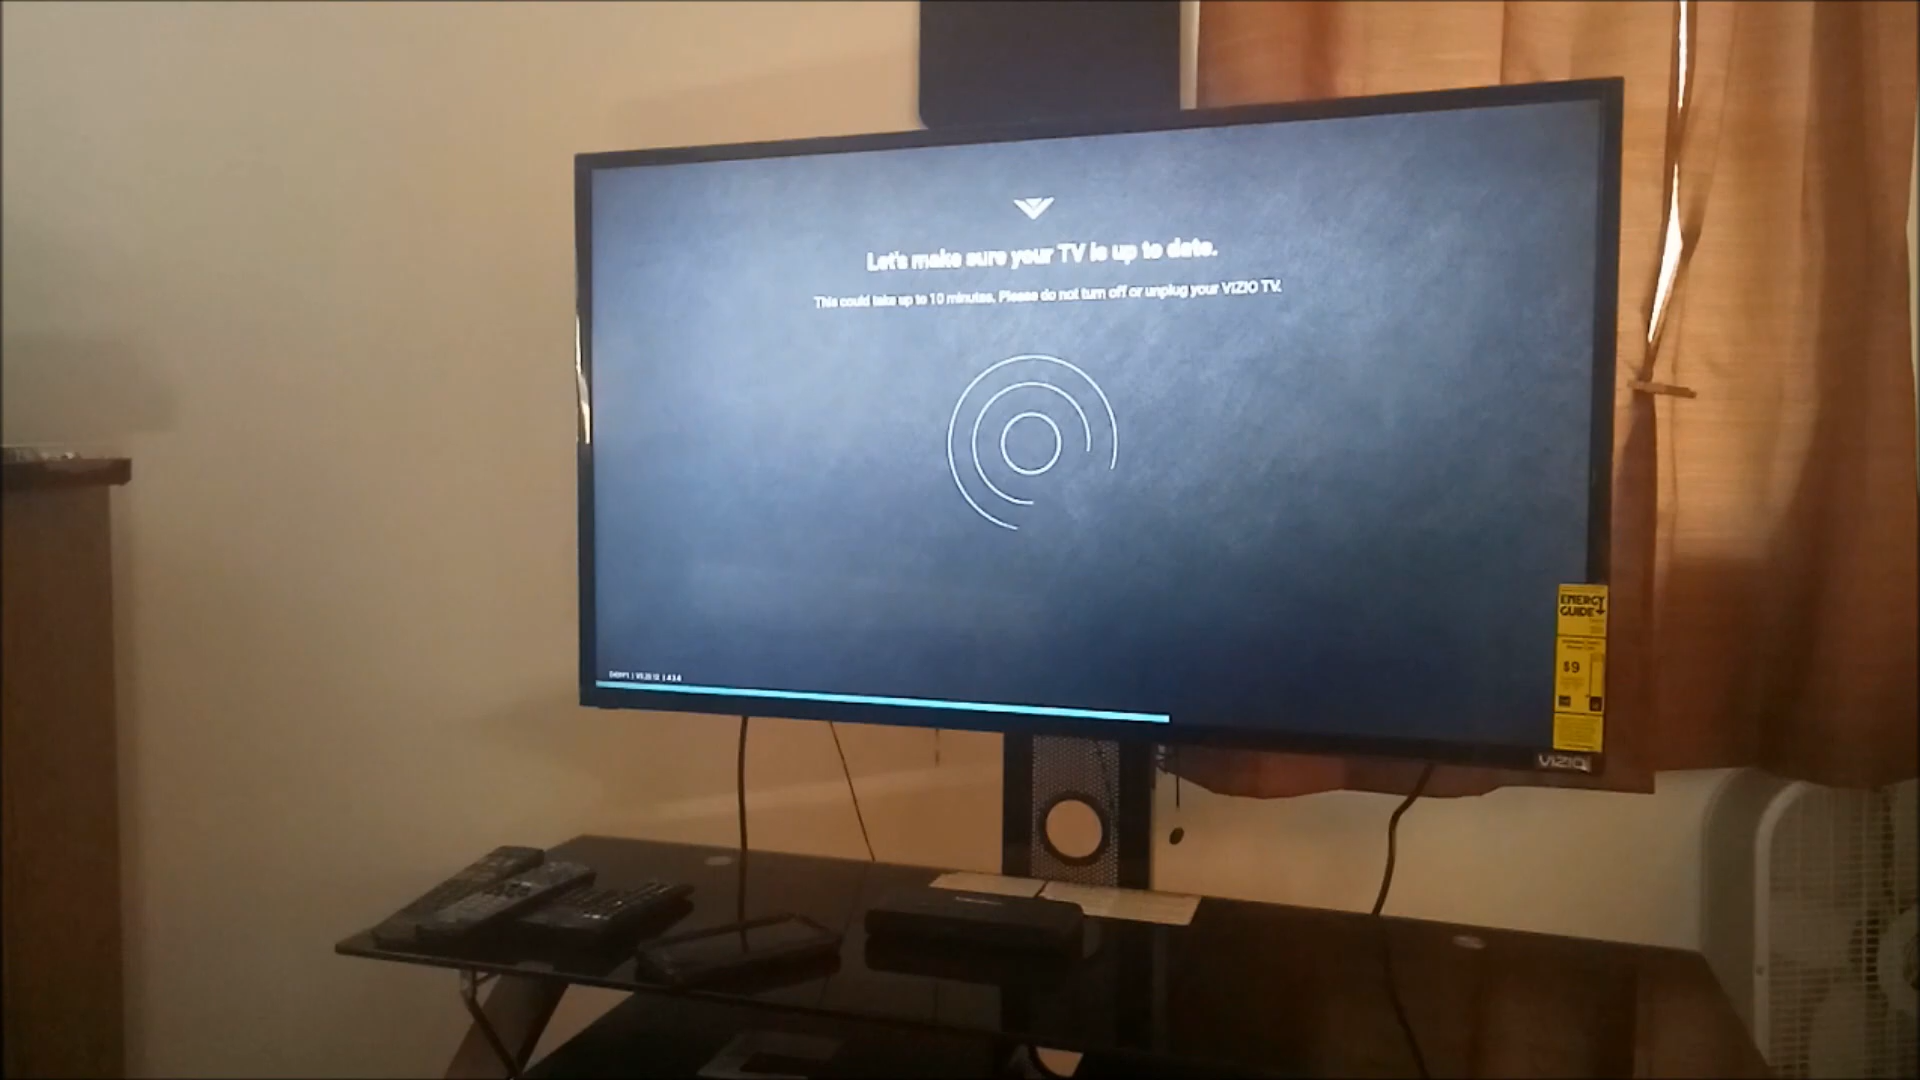 Let's make sure your TV is up to date.
This could take up to 10 minutes. Please do not turn off or unplug your VIZIO TV.
ENERGY
GUIDE
$9
VIZIO